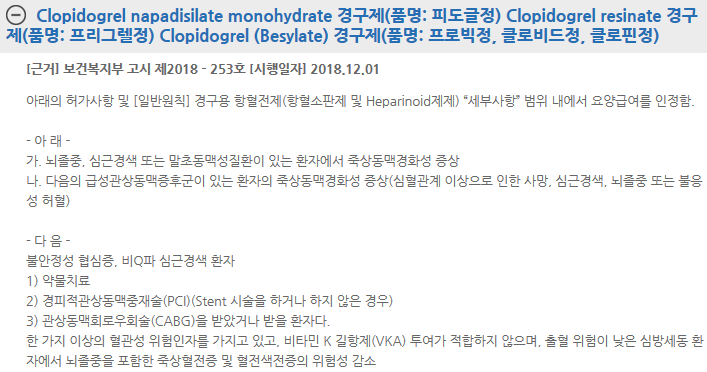 Clopidogrel napadisilate monohydrate 경구제(품명: 피도글정) Clopidogrel resinate 경구
제(품명: 프리그렐정) Clopidogrel (Besylate) 경구제(품명: 프로빅정, 클로비드정, 클로핀정)
[근거] 보건복지부 고시 제2018 - 253호 [시행일자] 2018.12.01
아래의 허가사항 및 [일반원칙] 경구용 항혈전제(항혈소판제 및 Heparinoid제제) “세부사항” 범위 내에서 요양급여를 인정함.
- 아 래 -
가. 뇌졸중, 심근경색 또는 말초동맥성질환이 있는 환자에서 죽상동맥경화성 증상
나. 다음의 급성관상동맥증후군이 있는 환자의 죽상동맥경화성 증상(심혈관계 이상으로 인한 사망, 심근경색, 뇌졸중 또는 불응
성 허혈)
- 다 음 -
불안정성 협심증, 비Q파 심근경색 환자
1) 약물치료
2) 경피적관상동맥중재술(PCI)(Stent 시술을 하거나 하지 않은 경우)
3) 관상동맥회로우회술(CABG)을 받았거나 받을 환자다.
한 가지 이상의 혈관성 위험인자를 가지고 있고, 비타민 K 길항제(VKA) 투여가 적합하지 않으며, 출혈 위험이 낮은 심방세동 환
자에서 뇌졸중을 포함한 죽상혈전증 및 혈전색전증의 위험성 감소